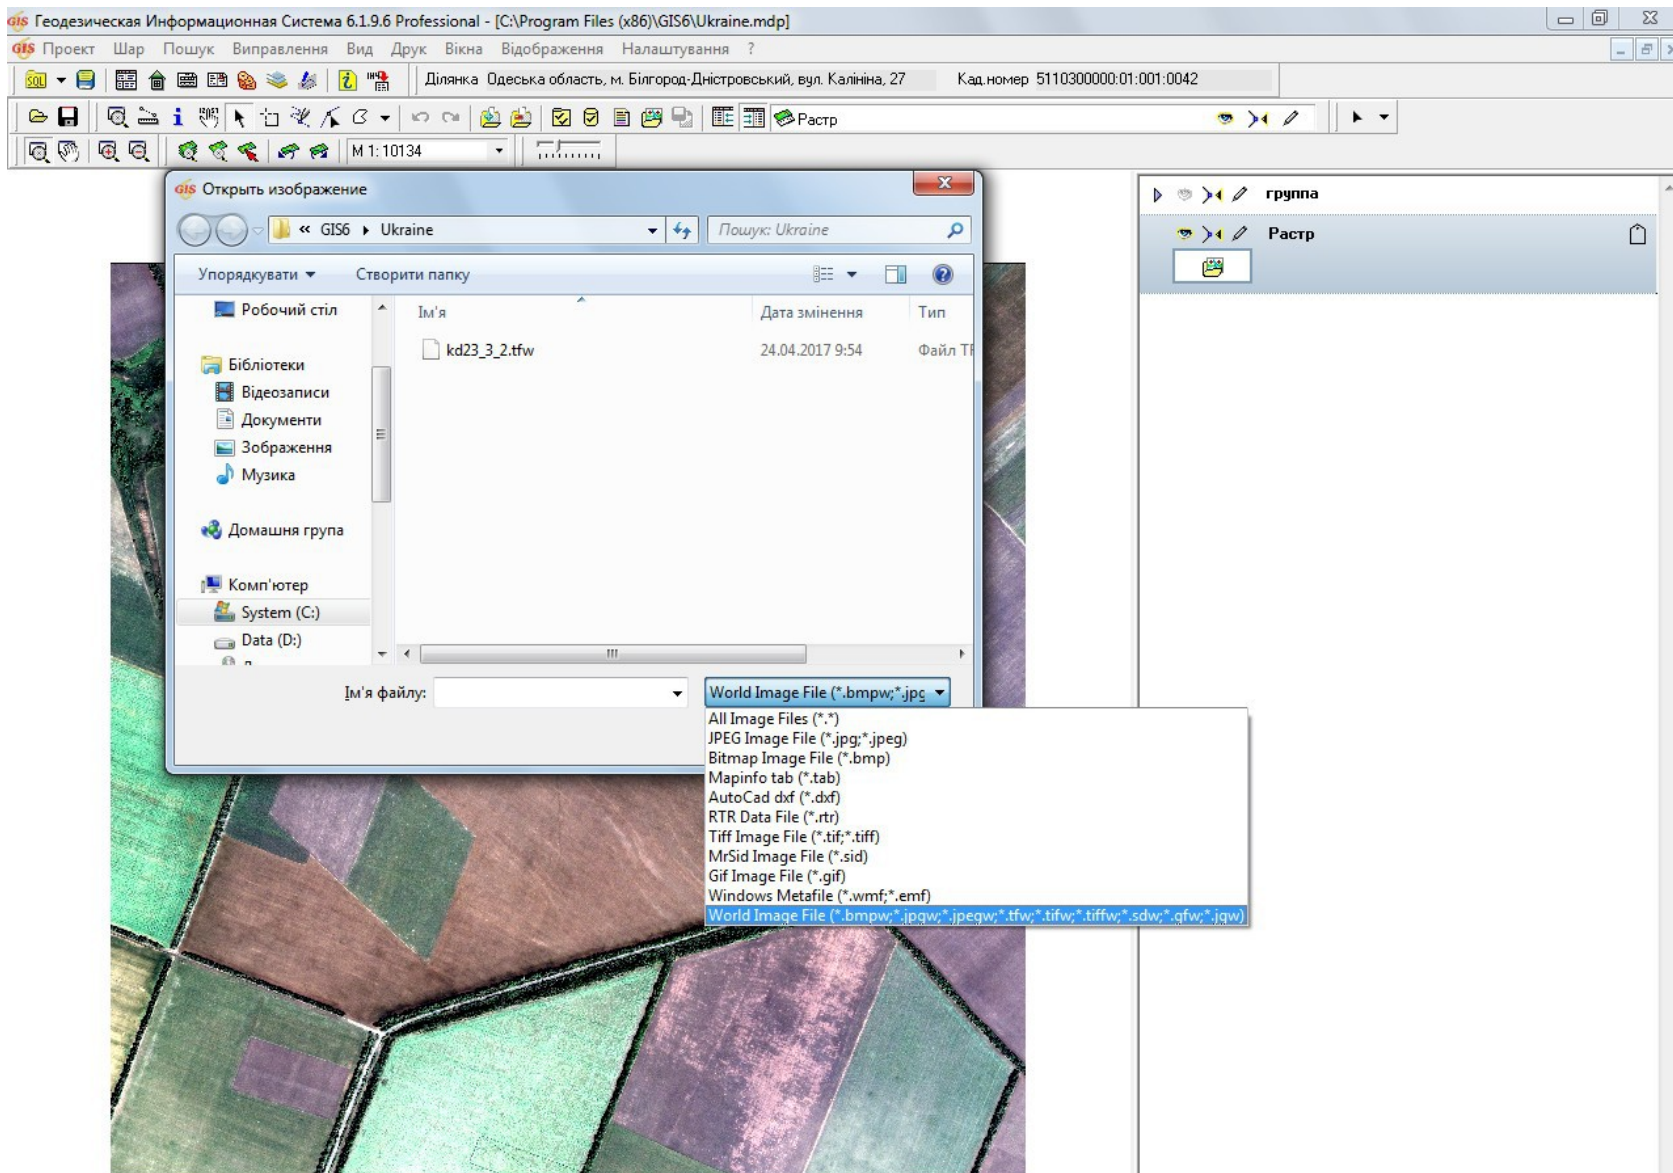 GIS Геодезическая Информационная Система 6.1.9.6 Professional - [C:\Program Files (x86)\GIS6\Ukraine.mdp]
GIS Проект Шар Пошук Виправлення Вид Друк Вікна Відображення Налаштування ?
SQL Ділянка Одеська область, м. Білгород-Дністровський, вул. Калініна, 27 Кад.номер 5110300000:01:001:0042
Растр
M 1: 10134
GIS Открыть изображение
группа
« GIS6 ▸ Ukraine
Пошук: Ukraine
Растр
Упорядкувати Створити папку
Робочий стіл
Ім'я Дата змінення Тип
kd23_3_2.tfw 24.04.2017 9:54 Файл TF
Бібліотеки
Відеозаписи
Документи
Зображення
Музика
Домашня група
Комп'ютер
System (C:)
Data (D:)
Ім'я файлу:
World Image File (*.bmpw;*.jpg
All Image Files (*.*)
JPEG Image File (*.jpg;*.jpeg)
Bitmap Image File (*.bmp)
Mapinfo tab (*.tab)
AutoCad dxf (*.dxf)
RTR Data File (*.rtr)
Tiff Image File (*.tif;*.tiff)
MrSid Image File (*.sid)
Gif Image File (*.gif)
Windows Metafile (*.wmf;*.emf)
World Image File (*.bmpw;*.jpgw;*.jpegw;*.tfw;*.tifw;*.tiffw;*.sdw;*.gfw;*.jgw)